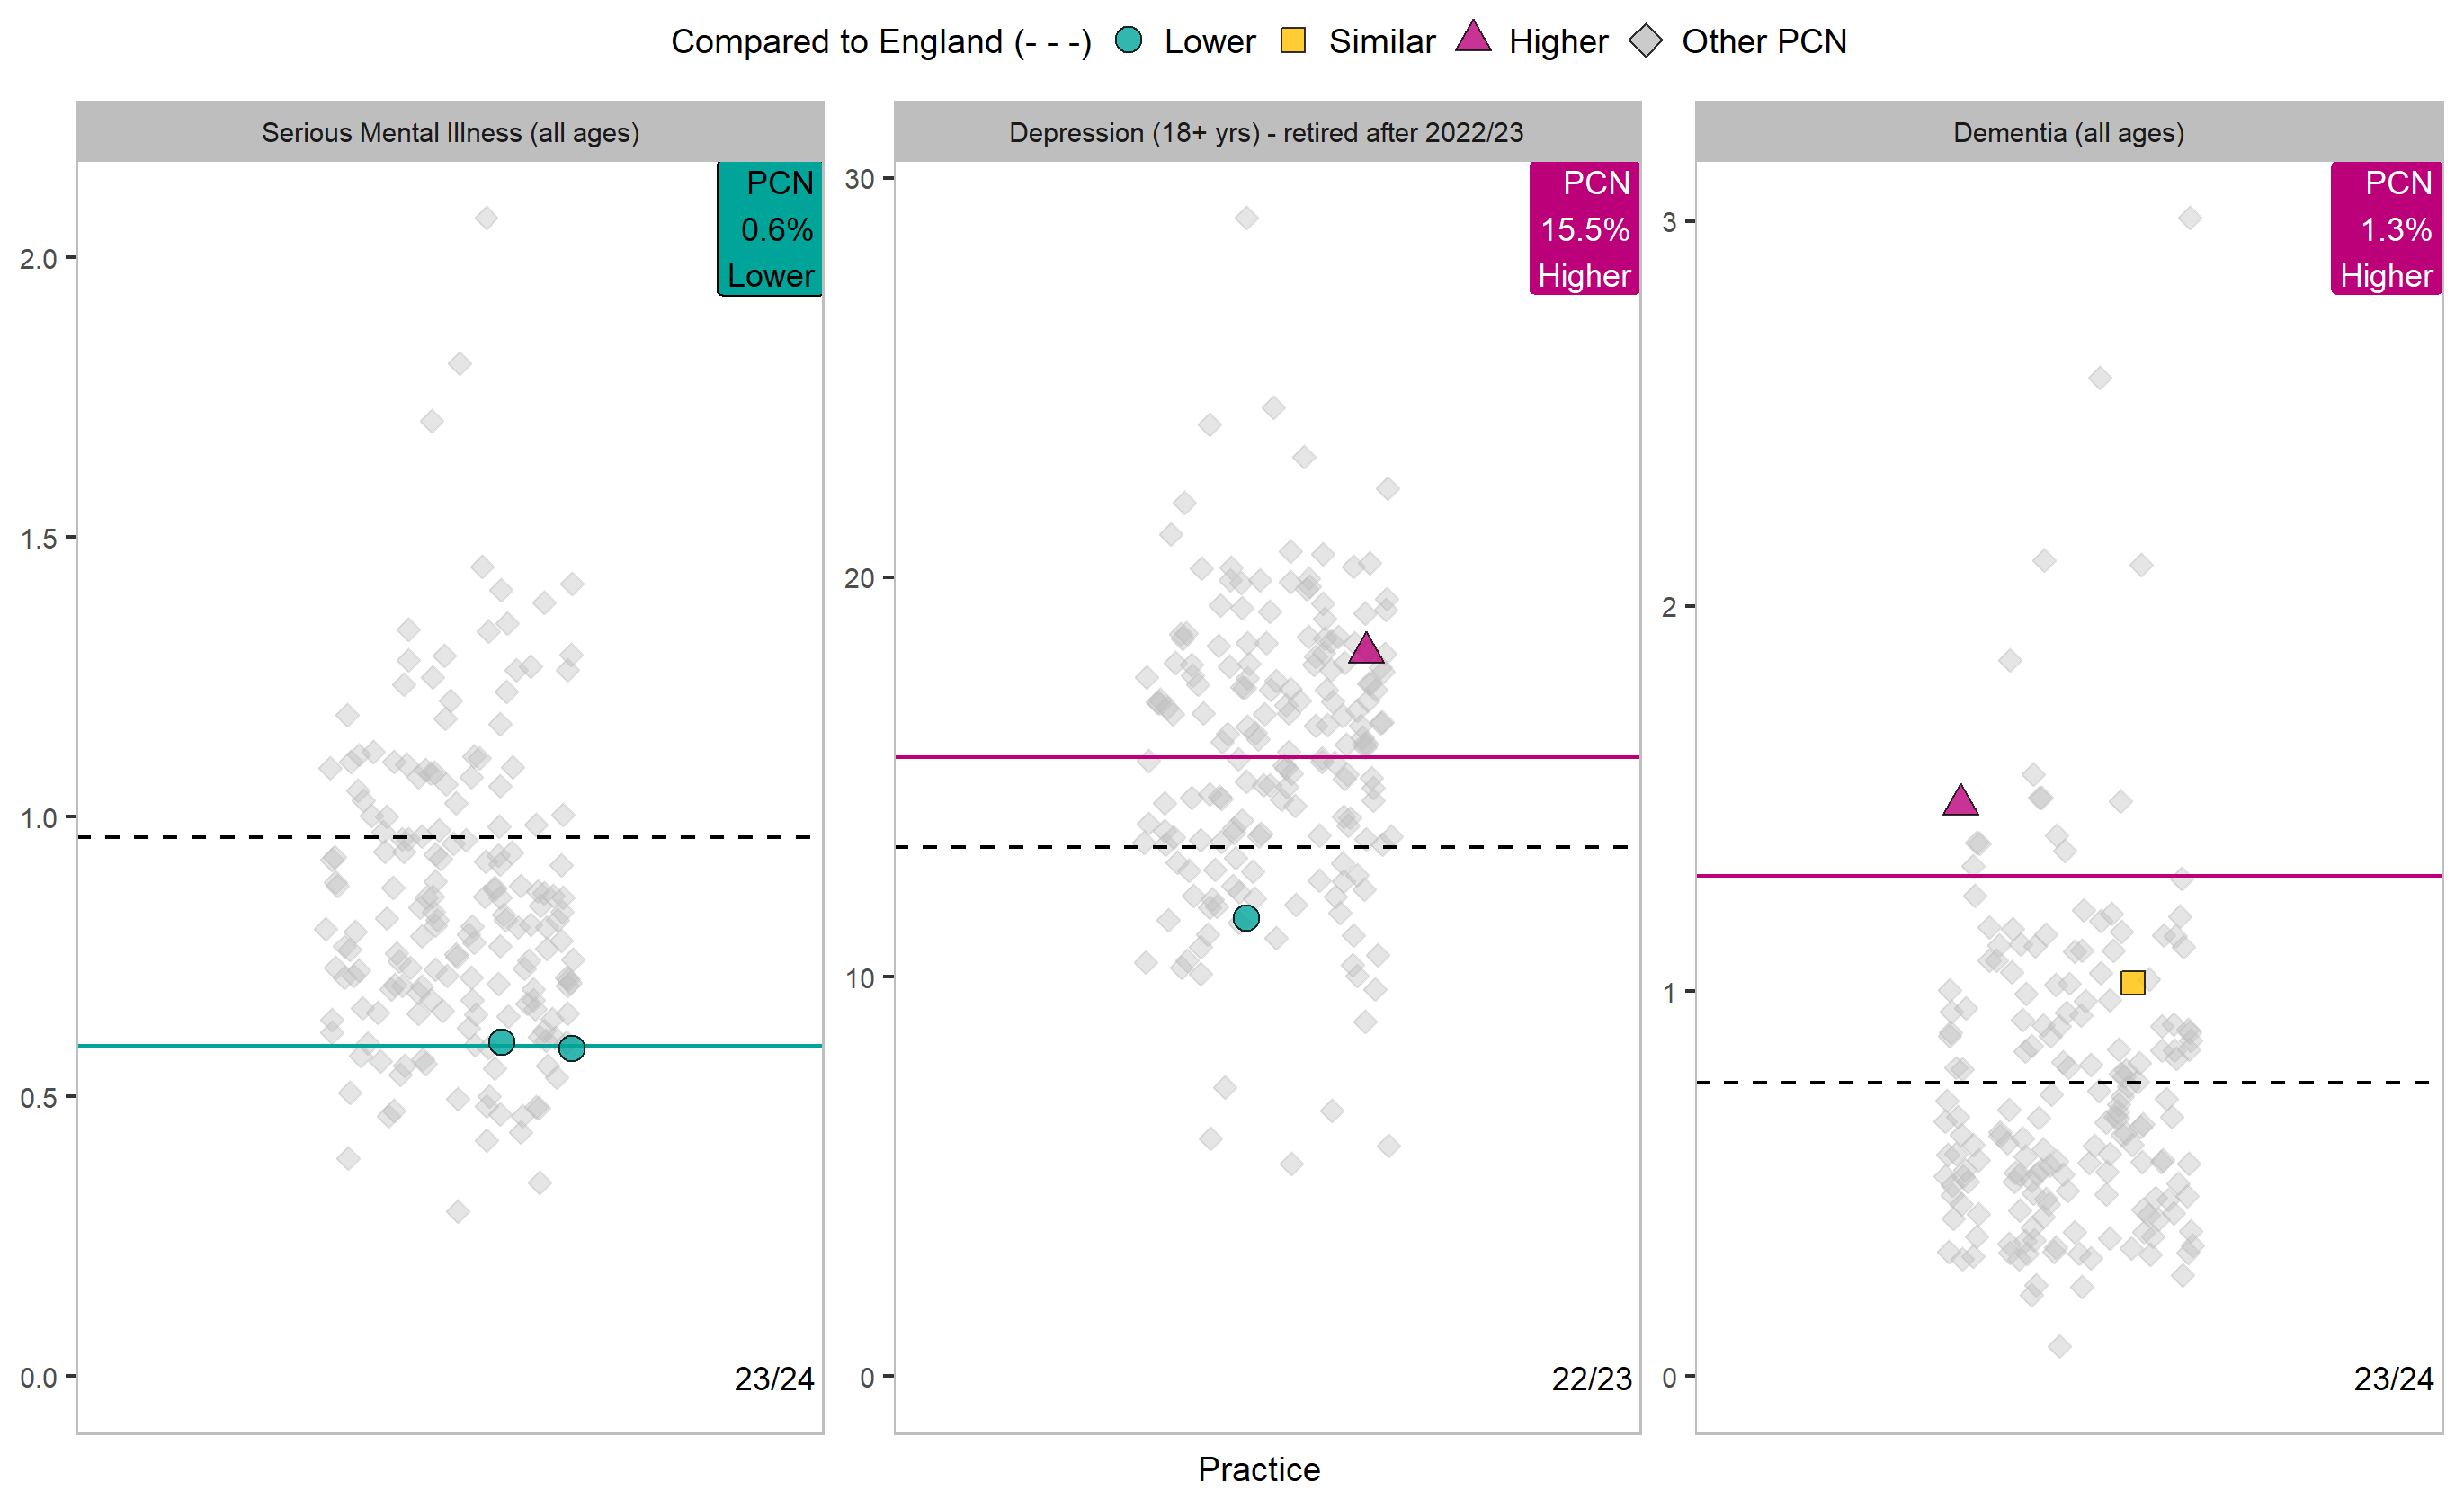 Compared to England (- - -) Lower Similar Higher Other PCN
Serious Mental Illness (all ages)
PCN
0.6%
Lower
2.0
1.5
1.0
0.5
0.0
23/24
Depression (18+ yrs) - retired after 2022/23
PCN
15.5%
Higher
30
20
10
0
22/23
Dementia (all ages)
PCN
1.3%
Higher
3
2
1
0
23/24
Practice